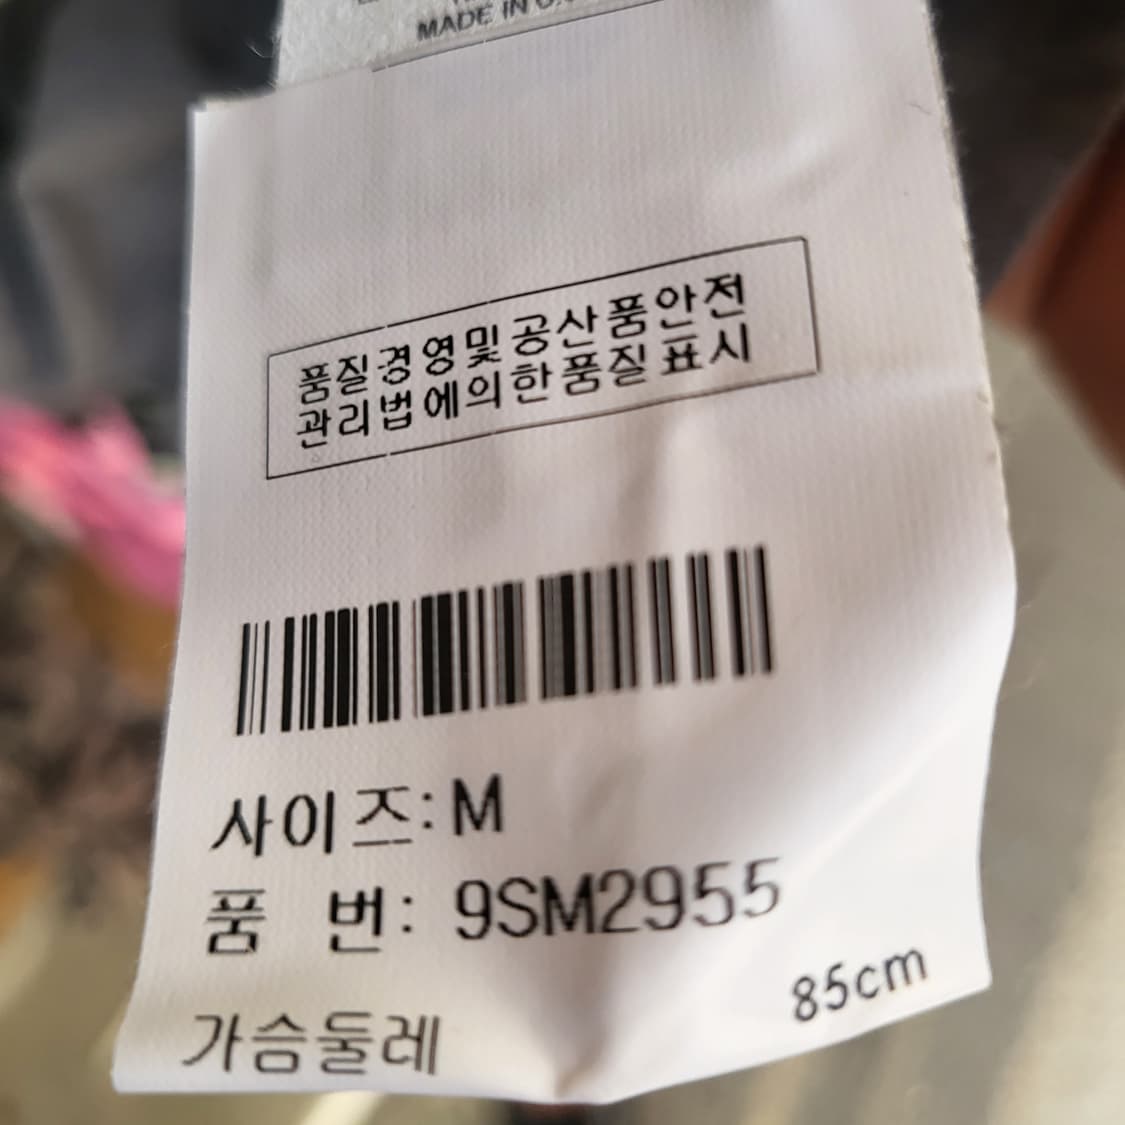 MADE IN
품질경영및공산품안전
관리법에의한품질표시
사이즈: M
품 번: 9SM2955
가슴둘레 85cm